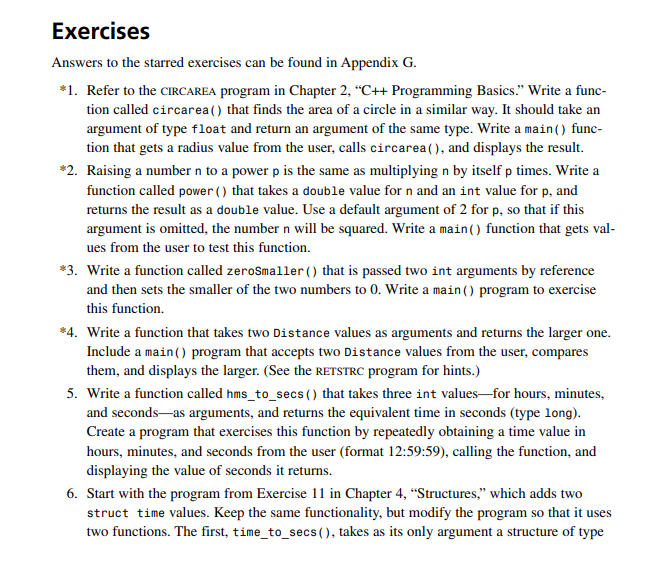 Exercises
Answers to the starred exercises can be found in Appendix G.
*1. Refer to the CIRCAREA program in Chapter 2, “C++ Programming Basics.” Write a func-
tion called circarea() that finds the area of a circle in a similar way. It should take an
argument of type float and return an argument of the same type. Write a main() func-
tion that gets a radius value from the user, calls circarea(), and displays the result.
*2. Raising a number n to a power p is the same as multiplying n by itself p times. Write a
function called power() that takes a double value for n and an int value for p, and
returns the result as a double value. Use a default argument of 2 for p, so that if this
argument is omitted, the number n will be squared. Write a main() function that gets val-
ues from the user to test this function.
*3. Write a function called zeroSmaller() that is passed two int arguments by reference
and then sets the smaller of the two numbers to 0. Write a main() program to exercise
this function.
*4. Write a function that takes two Distance values as arguments and returns the larger one.
Include a main() program that accepts two Distance values from the user, compares
them, and displays the larger. (See the RETSTRC program for hints.)
5. Write a function called hms_to_secs() that takes three int values—for hours, minutes,
and seconds—as arguments, and returns the equivalent time in seconds (type long).
Create a program that exercises this function by repeatedly obtaining a time value in
hours, minutes, and seconds from the user (format 12:59:59), calling the function, and
displaying the value of seconds it returns.
6. Start with the program from Exercise 11 in Chapter 4, “Structures,” which adds two
struct time values. Keep the same functionality, but modify the program so that it uses
two functions. The first, time_to_secs(), takes as its only argument a structure of type